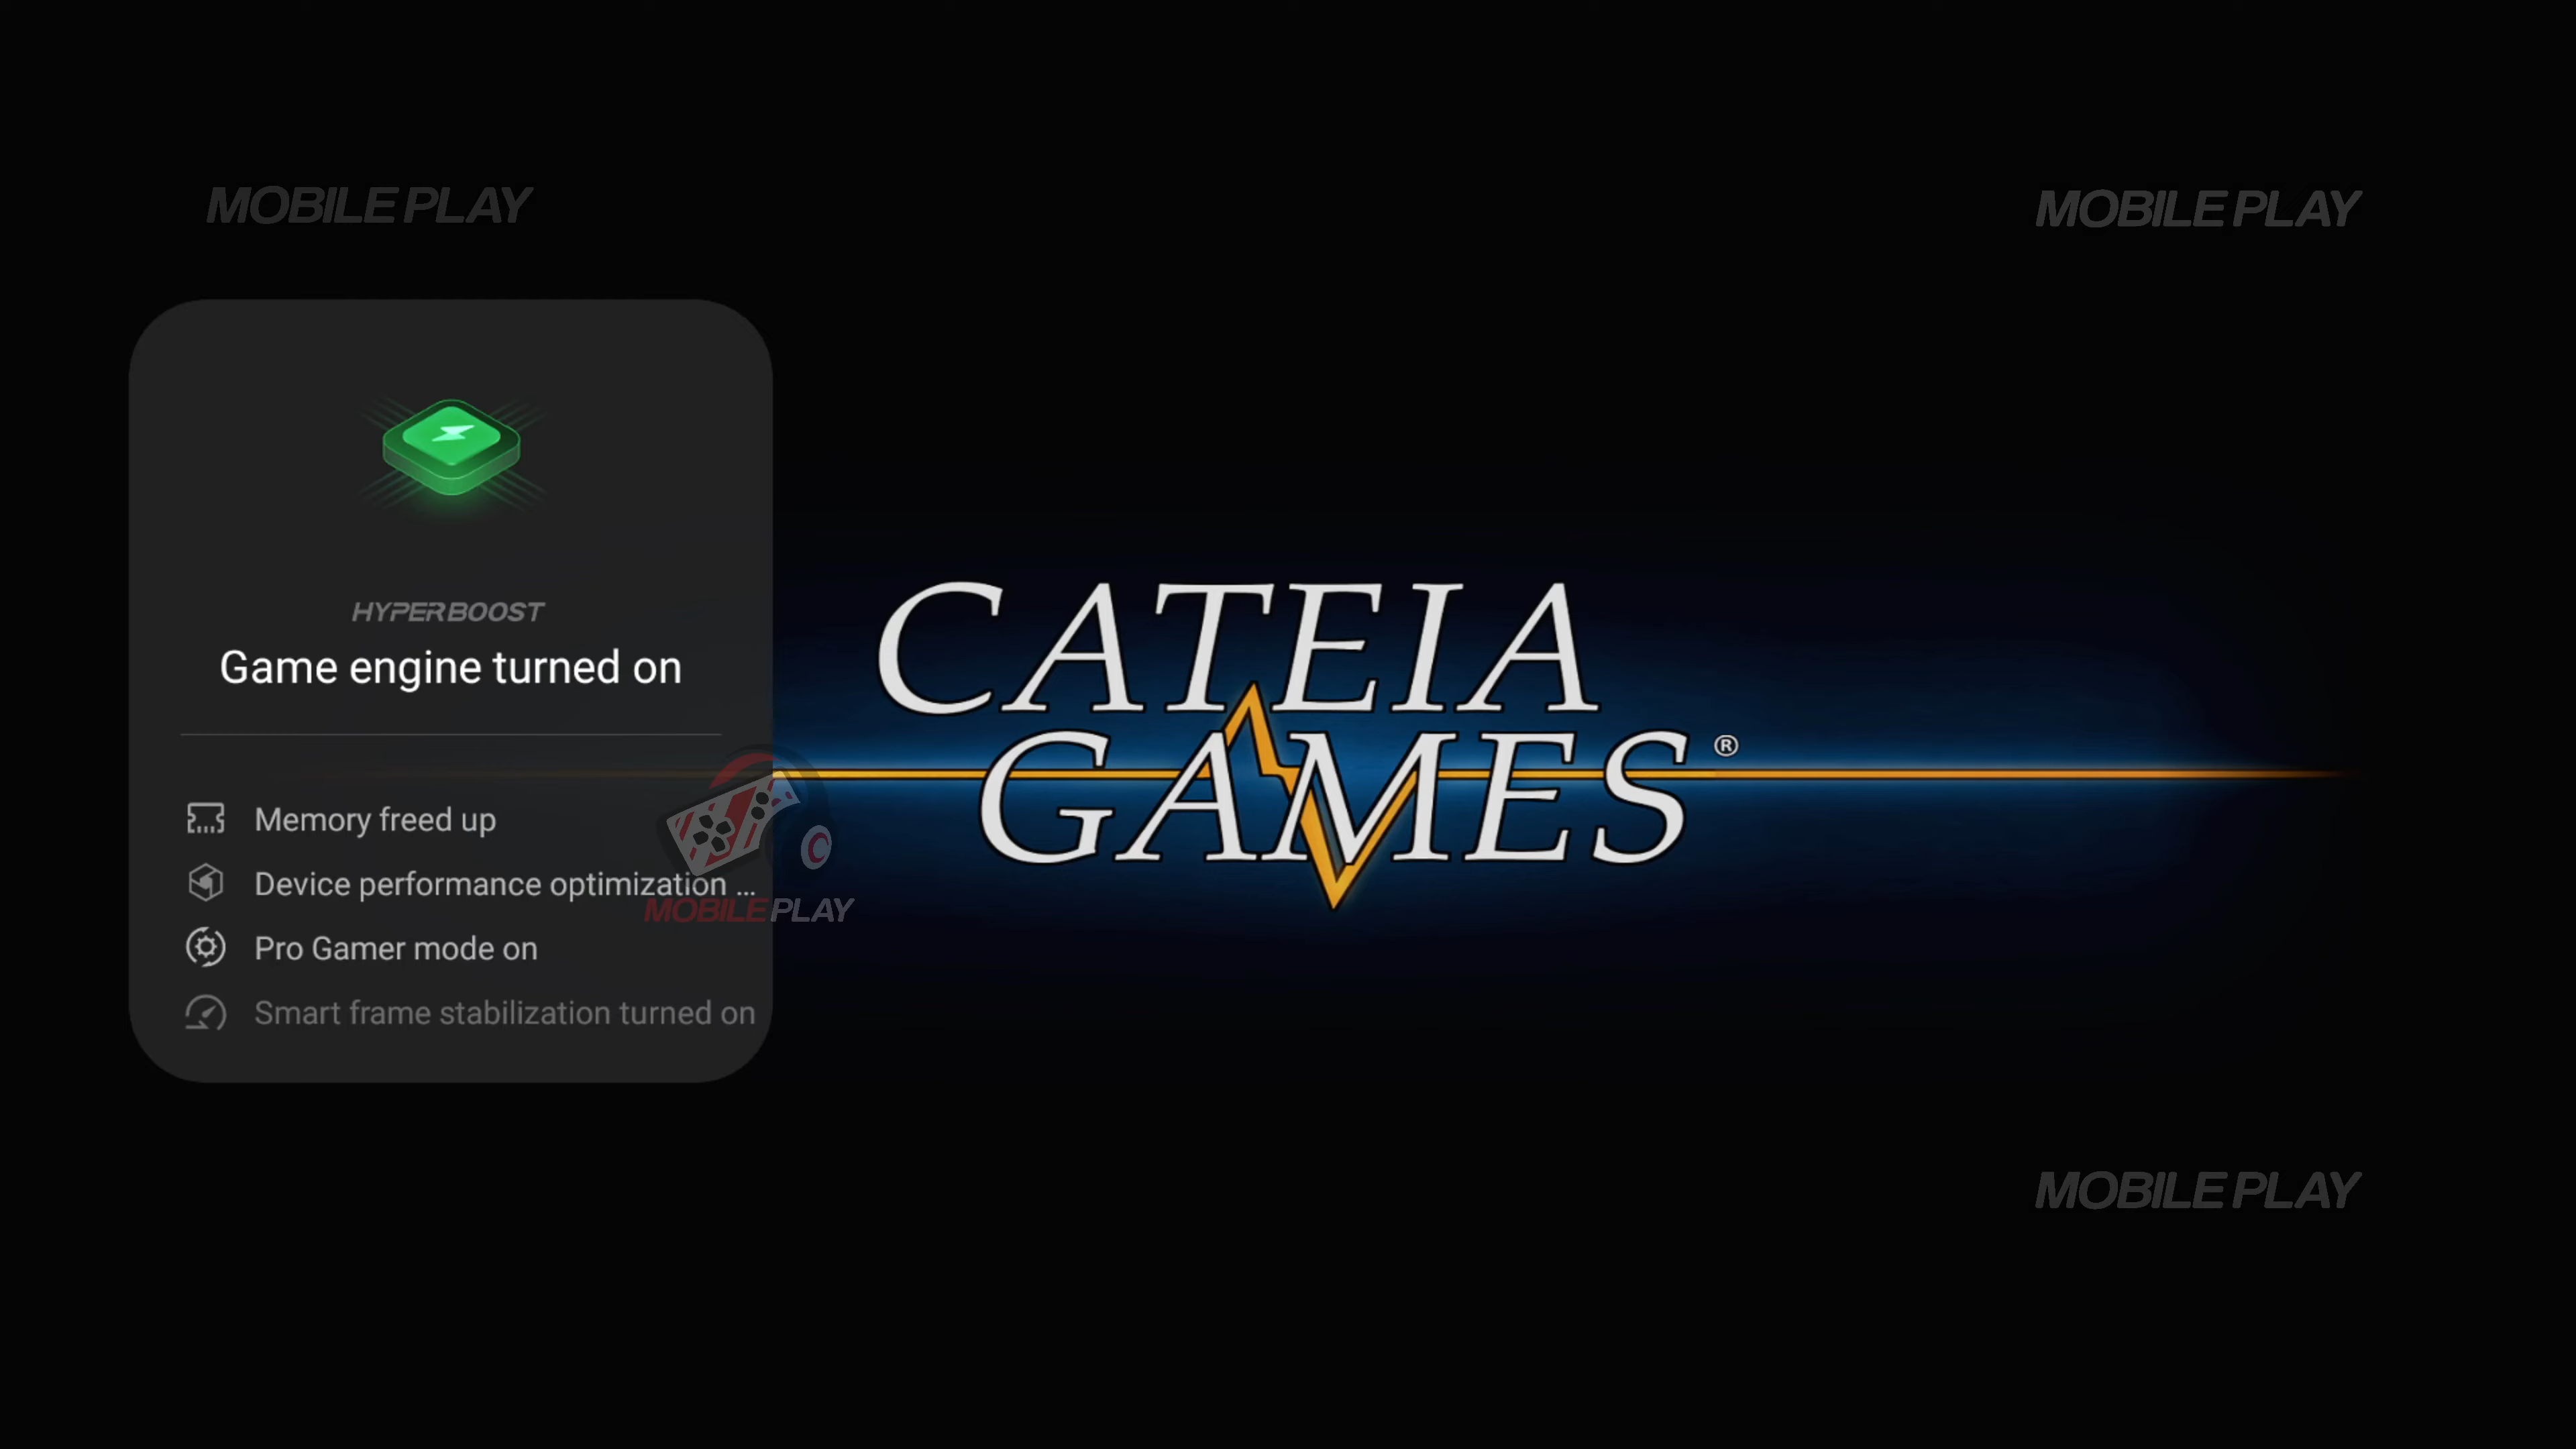 MOBILE PLAY
MOBILE PLAY
HYPERBOOST
Game engine turned on
Memory freed up
Device performance optimization ...
Pro Gamer mode on
Smart frame stabilization turned on
MOBILE PLAY
CATEIA
GAMES ®
MOBILE PLAY